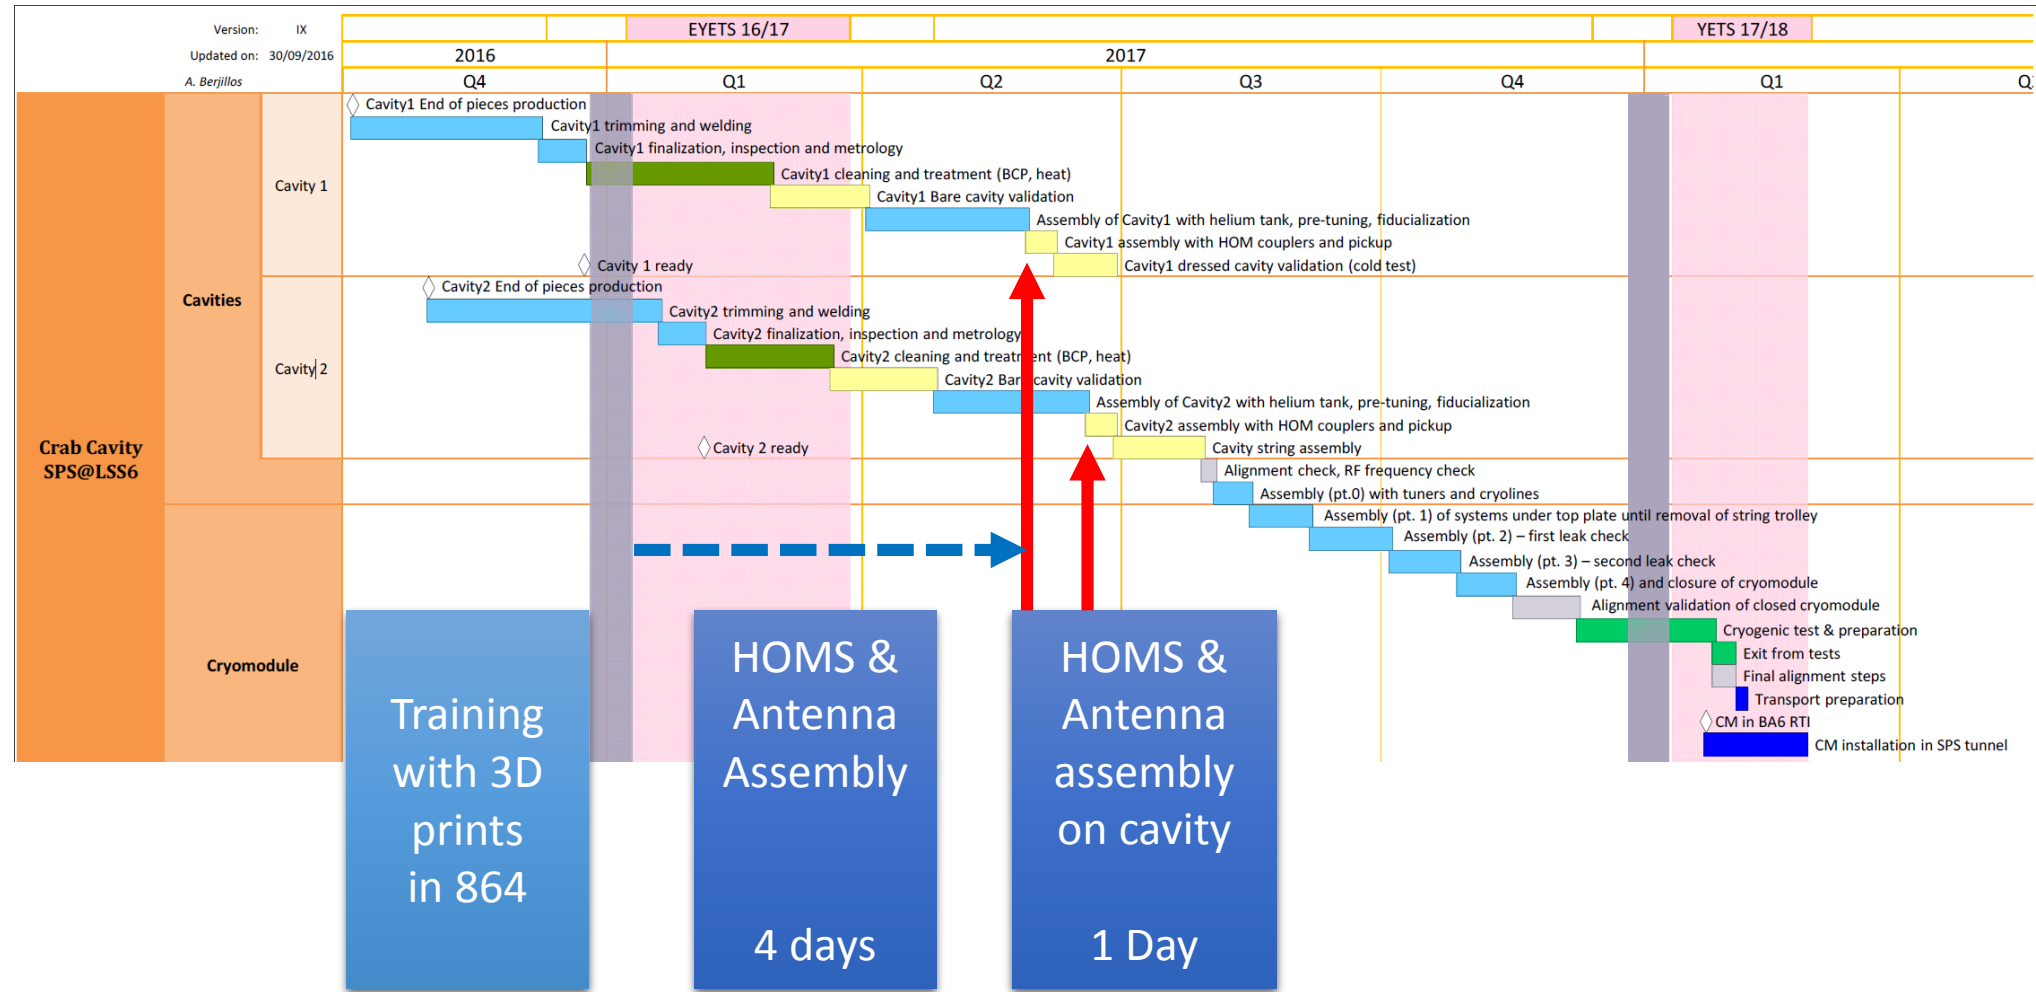 Version: IX
EYETS 16/17
YETS 17/18
Updated on: 30/09/2016
2016
2017
A. Berjillos
Q4
Q1
Q2
Q3
Q4
Q1
Cavity1 End of pieces production
Cavity1 trimming and welding
Cavity1 finalization, inspection and metrology
Cavity1 cleaning and treatment (BCP, heat)
Cavity 1
Cavity1 Bare cavity validation
Assembly of Cavity1 with helium tank, pre-tuning, fiducialization
Cavity1 assembly with HOM couplers and pickup
Cavity 1 ready
Cavity1 dressed cavity validation (cold test)
Cavity2 End of pieces production
Cavities
Cavity2 trimming and welding
Cavity2 finalization, inspection and metrology
Cavity2 cleaning and treatment (BCP, heat)
Cavity 2
Cavity2 Bare cavity validation
Assembly of Cavity2 with helium tank, pre-tuning, fiducialization
Cavity2 assembly with HOM couplers and pickup
Cavity 2 ready
Cavity string assembly
Crab Cavity
SPS@LSS6
Alignment check, RF frequency check
Assembly (pt.0) with tuners and cryolines
Assembly (pt. 1) of systems under top plate until removal of string trolley
Assembly (pt. 2) – first leak check
Assembly (pt. 3) – second leak check
Assembly (pt. 4) and closure of cryomodule
Alignment validation of closed cryomodule
Cryogenic test & preparation
Exit from tests
Cryomodule
Final alignment steps
Transport preparation
CM in BA6 RTI
CM installation in SPS tunnel
Training
with 3D
prints
in 864
HOMS &
Antenna
Assembly
4 days
HOMS &
Antenna
assembly
on cavity
1 Day